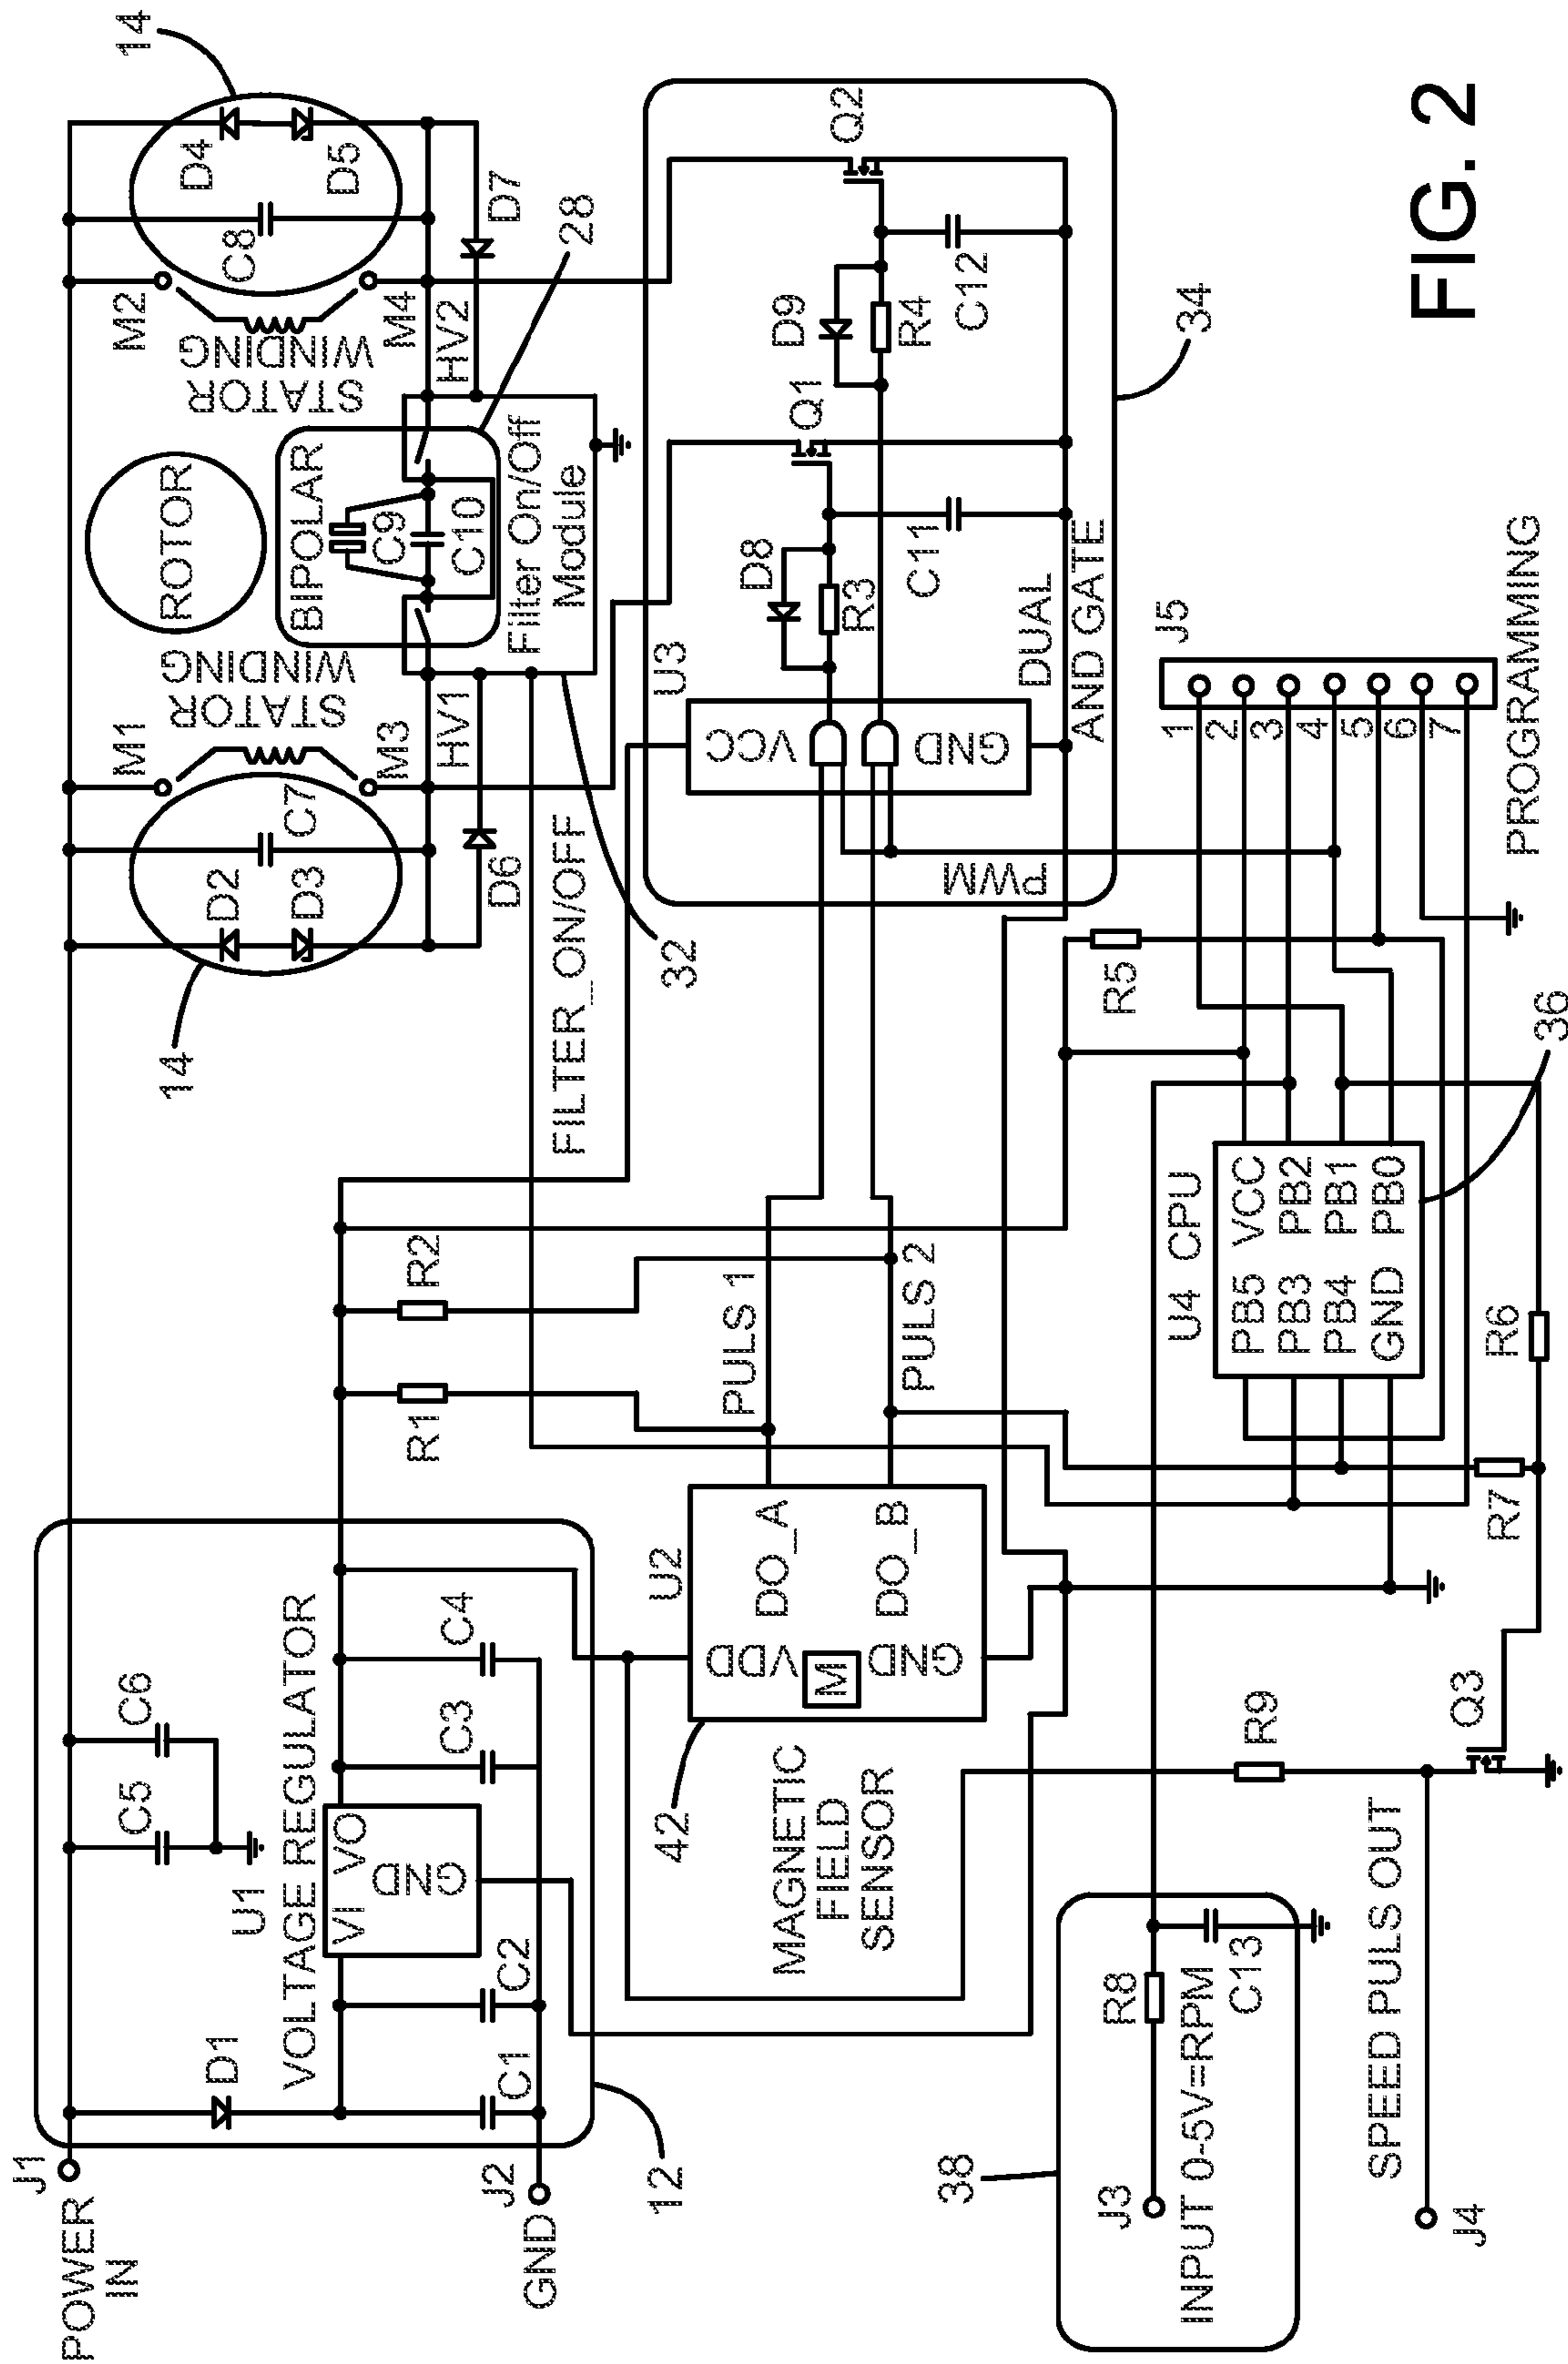 J1
POWER
IN
J2
GND
12
D1
C1
C2
C5
C6
U1
VOLTAGE REGULATOR
VI VO
GND
C3
C4
R1
R2
14
D2
D3
C7
M1
M3
STATOR
WINDING
HV1
D6
ROTOR
BIPOLAR
C9
C10
Filter On/Off
Module
FILTER_ON/OFF
32
28
M2
M4
STATOR
WINDING
HV2
C8
D4
D5
D7
14
42
U2
VDD
DO_A
M
DO_B
GND
MAGNETIC
FIELD
SENSOR
PULS 1
PULS 2
U3
VCC
GND
PWM
DUAL
AND GATE
D8
R3
C11
Q1
D9
R4
C12
Q2
34
38
J3
R8
INPUT 0-5V=RPM
C13
SPEED PULS OUT
J4
R9
Q3
R7
R6
U4 CPU
PB5 VCC
PB3 PB2
PB4 PB1
GND PB0
36
R5
J5
1
2
3
4
5
6
7
PROGRAMMING
FIG. 2